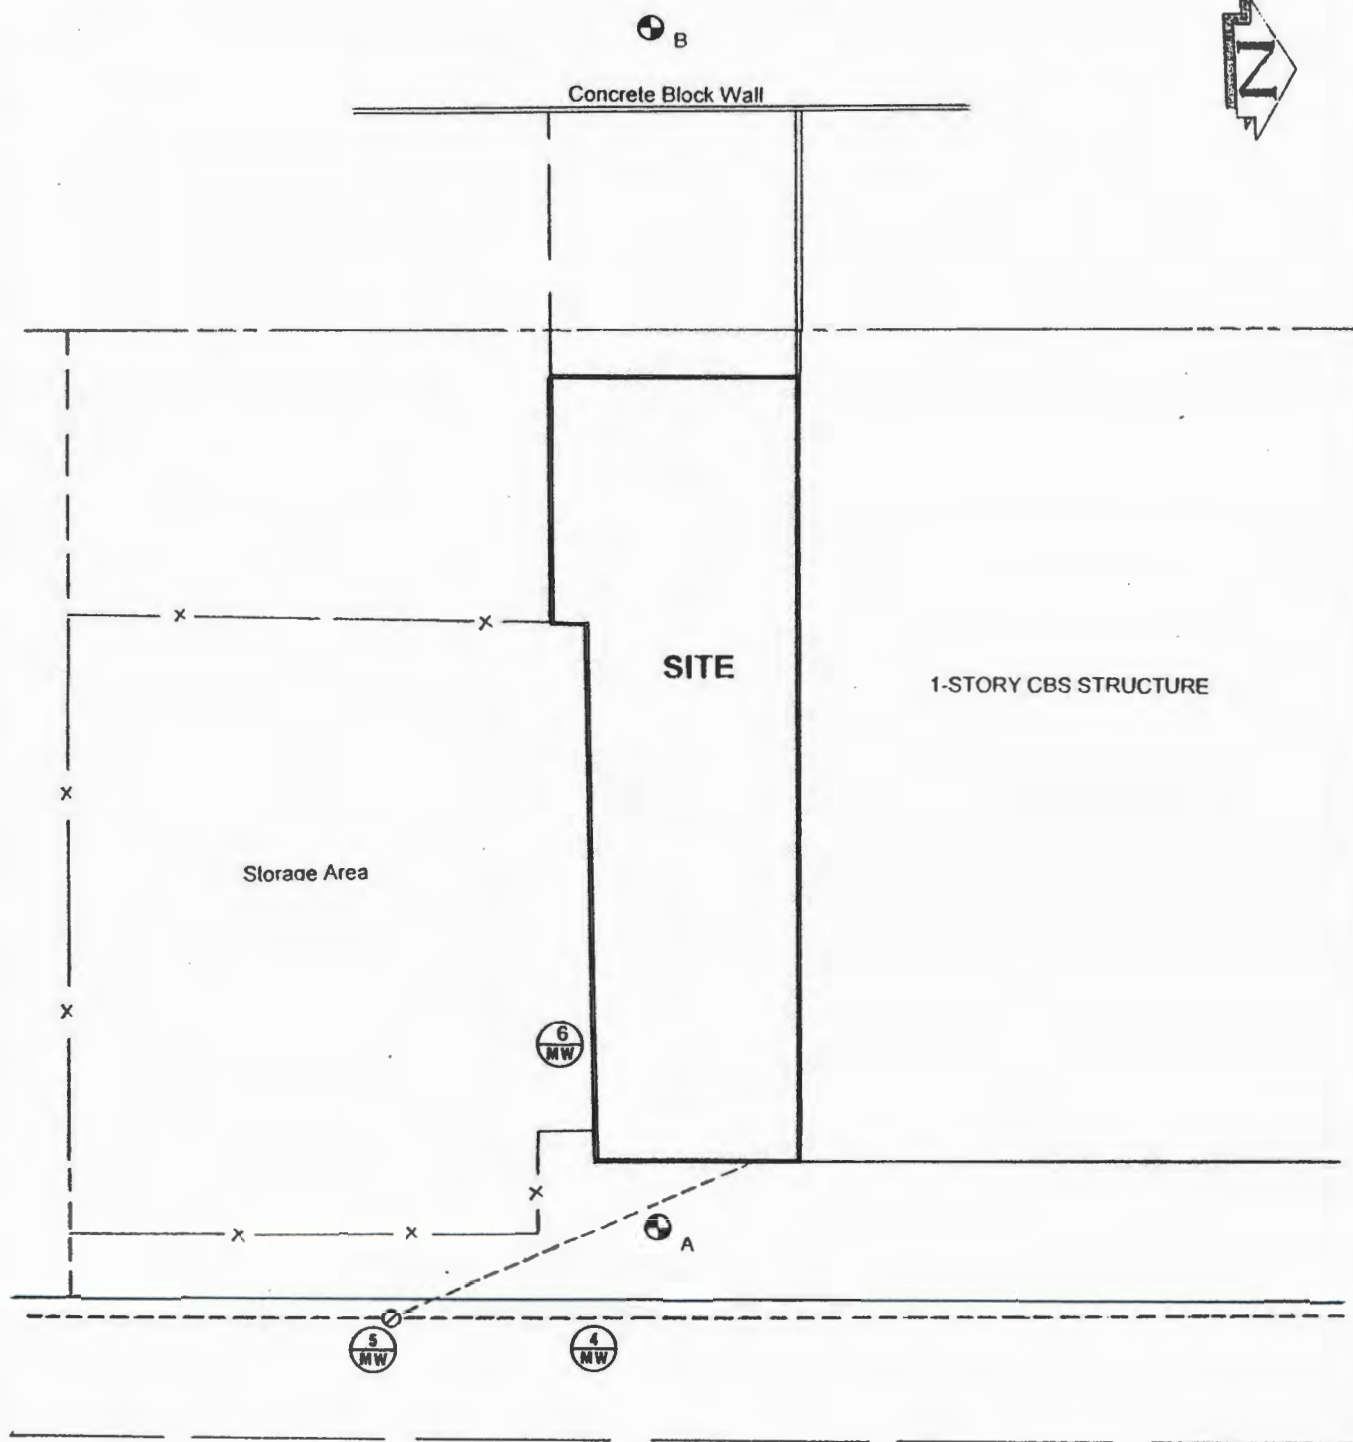 B
N
Concrete Block Wall
SITE
1-STORY CBS STRUCTURE
Storage Area
6
MW
A
5
MW
4
MW